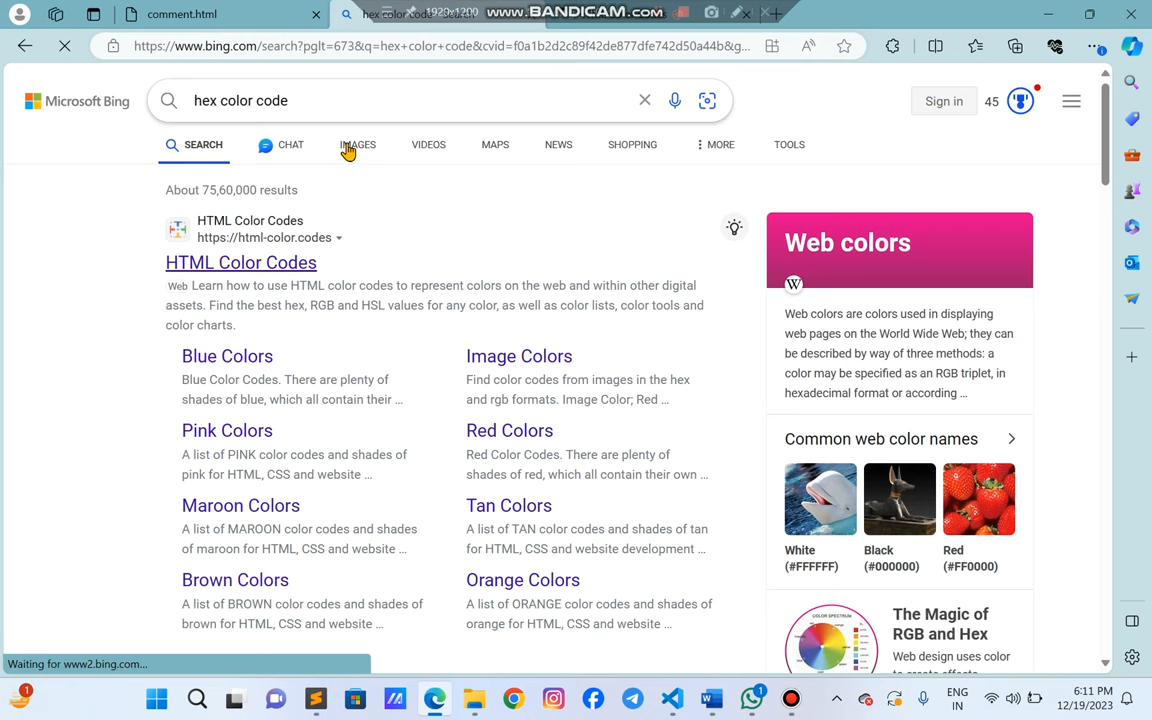 comment.html
hex color code - Search
1920x1200
www.BANDICAM.com
https://www.bing.com/search?pglt=673&q=hex+color+code&cvid=f0a1b2d2c89f42de877dfe742d50a44b&g...
Microsoft Bing
hex color code
Sign in
45
SEARCH
CHAT
IMAGES
VIDEOS
MAPS
NEWS
SHOPPING
MORE
TOOLS
About 75,60,000 results
HTML Color Codes
https://html-color.codes
HTML Color Codes
Web Learn how to use HTML color codes to represent colors on the web and within other digital
assets. Find the best hex, RGB and HSL values for any color, as well as color lists, color tools and
color charts.
Blue Colors
Blue Color Codes. There are plenty of
shades of blue, which all contain their ...
Image Colors
Find color codes from images in the hex
and rgb formats. Image Color; Red ...
Pink Colors
A list of PINK color codes and shades of
pink for HTML, CSS and website ...
Red Colors
Red Color Codes. There are plenty of
shades of red, which all contain their own ...
Maroon Colors
A list of MAROON color codes and shades
of maroon for HTML, CSS and website ...
Tan Colors
A list of TAN color codes and shades of tan
for HTML, CSS and website development ...
Brown Colors
A list of BROWN color codes and shades of
brown for HTML, CSS and website ...
Orange Colors
A list of ORANGE color codes and shades of
orange for HTML, CSS and website ...
Web colors
W
Web colors are colors used in displaying
web pages on the World Wide Web; they can
be described by way of three methods: a
color may be specified as an RGB triplet, in
hexadecimal format or according ...
Common web color names
White
(#FFFFFF)
Black
(#000000)
Red
(#FF0000)
COLOR SPECTRUM
The Magic of
RGB and Hex
Web design uses color
Waiting for www2.bing.com...
1
1
ENG
IN
6:11 PM
12/19/2023